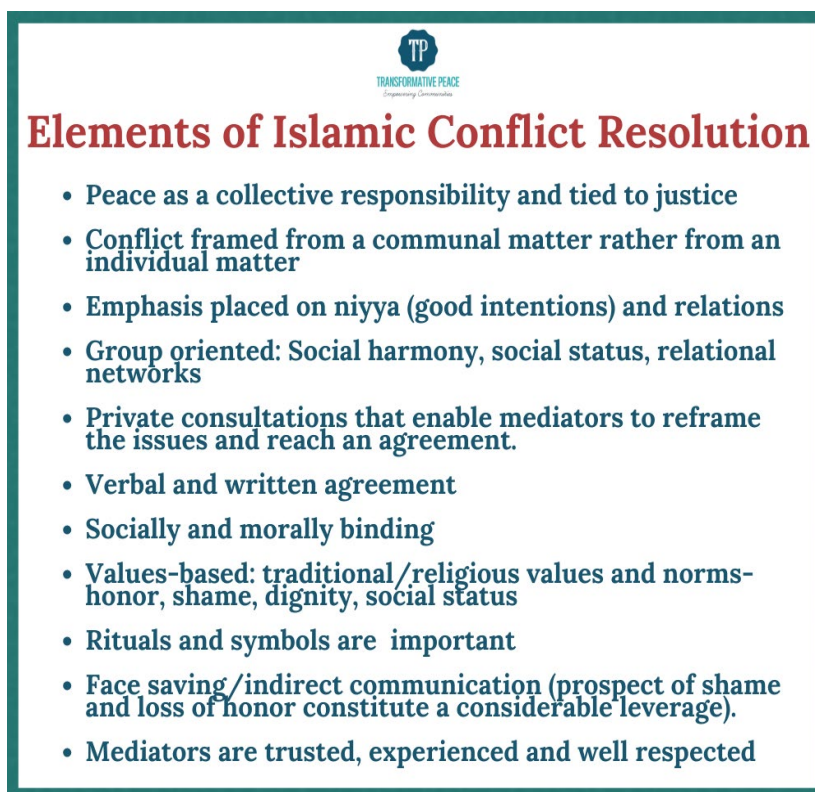 TP
TRANSFORMATIVE PEACE
Empowering Communities
Elements of Islamic Conflict Resolution
• Peace as a collective responsibility and tied to justice
• Conflict framed from a communal matter rather from an
individual matter
• Emphasis placed on niyya (good intentions) and relations
• Group oriented: Social harmony, social status, relational
networks
• Private consultations that enable mediators to reframe
the issues and reach an agreement.
• Verbal and written agreement
• Socially and morally binding
• Values-based: traditional/religious values and norms-
honor, shame, dignity, social status
• Rituals and symbols are  important
• Face saving/indirect communication (prospect of shame
and loss of honor constitute a considerable leverage).
• Mediators are trusted, experienced and well respected